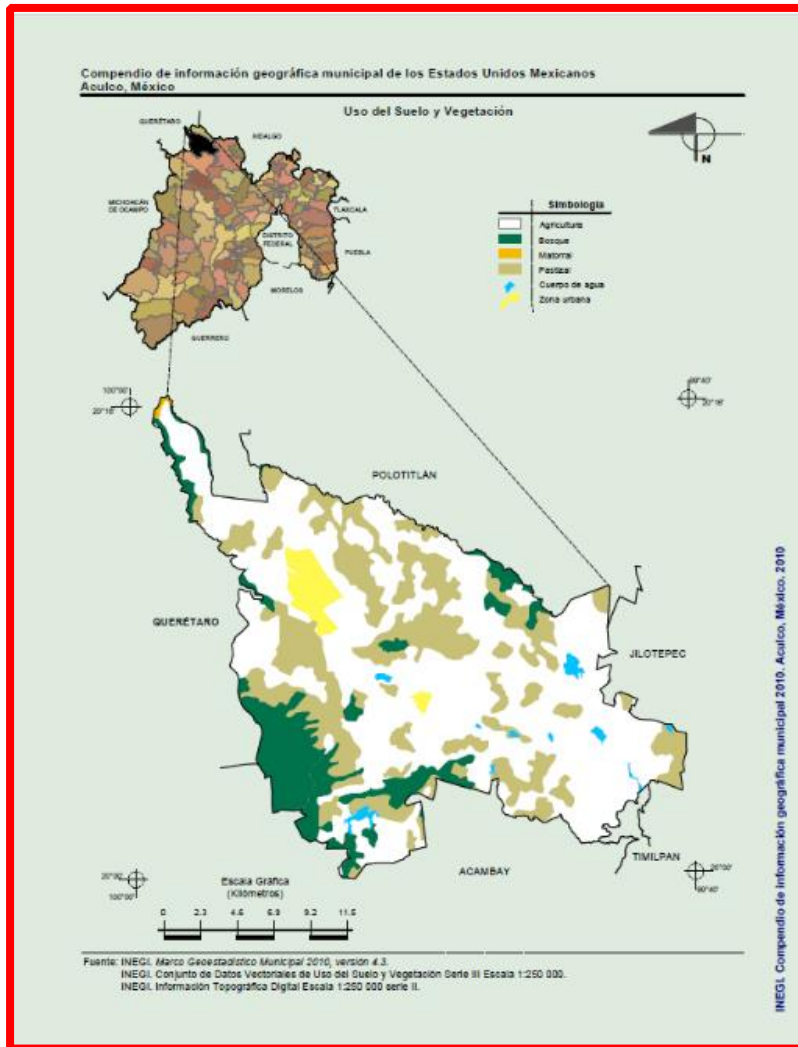 Compendio de información geográfica municipal de los Estados Unidos Mexicanos
Aculco, México
Uso del Suelo y Vegetación
QUERÉTARO
HIDALGO
N
MICHOACÁN
DE OCAMPO
TLAXCALA
DISTRITO
FEDERAL
PUEBLA
MORELOS
GUERRERO
Simbología
Agricultura
Bosque
Matorral
Pastizal
Cuerpo de agua
Zona urbana
100°00'
20°16'
99°40'
20°16'
POLOTITLÁN
QUERÉTARO
JILOTEPEC
TIMILPAN
ACAMBAY
20°00'
100°00'
20°00'
99°40'
Escala Gráfica
(Kilómetros)
0 2.3 4.6 6.9 9.2 11.5
Fuente: INEGI. Marco Geoestadístico Municipal 2010, versión 4.3.
INEGI. Conjunto de Datos Vectoriales de Uso del Suelo y Vegetación Serie III Escala 1:250 000.
INEGI. Información Topográfica Digital Escala 1:250 000 serie II.
INEGI. Compendio de información geográfica municipal 2010. Aculco, México. 2010